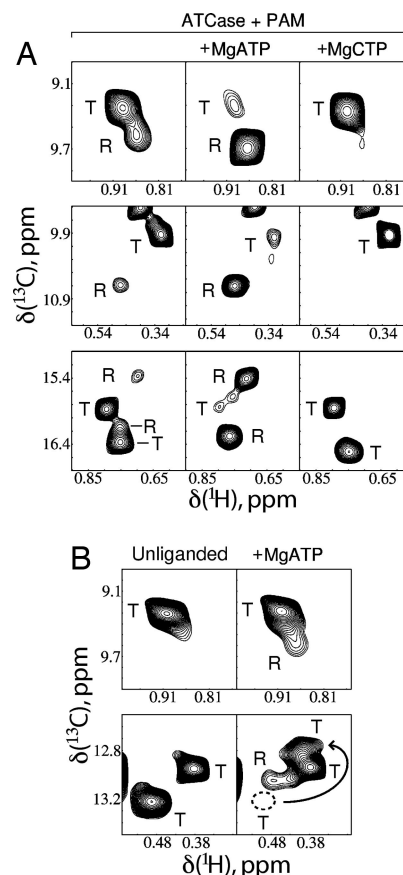 ATCase + PAM
A
+MgATP
+MgCTP
9.1
T
R
9.7
T
R
T
0.91 0.81
0.91 0.81
0.91 0.81
δ(¹³C), ppm
9.9
T
R
10.9
T
R
T
0.54 0.34
0.54 0.34
0.54 0.34
15.4
R
T
R
T
16.4
R
T
R
T
T
0.85 0.65
0.85 0.65
0.85 0.65
δ(¹H), ppm
B
Unliganded
+MgATP
9.1
T
9.7
T
R
0.91 0.81
0.91 0.81
δ(¹³C), ppm
12.8
T
13.2
T
T
R
T
T
0.48 0.38
0.48 0.38
δ(¹H), ppm